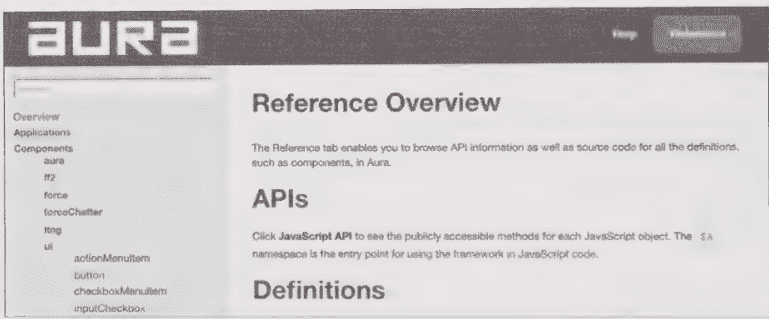 aura
Help
Reference
Overview
Applications
Components
aura
ff2
force
forceChatter
ltng
ui
actionMenuItem
button
checkboxMenuItem
inputCheckbox
Reference Overview
The Reference tab enables you to browse API information as well as source code for all the definitions,
such as components, in Aura.
APIs
Click JavaScript API to see the publicly accessible methods for each JavaScript object. The $A
namespace is the entry point for using the framework in JavaScript code.
Definitions